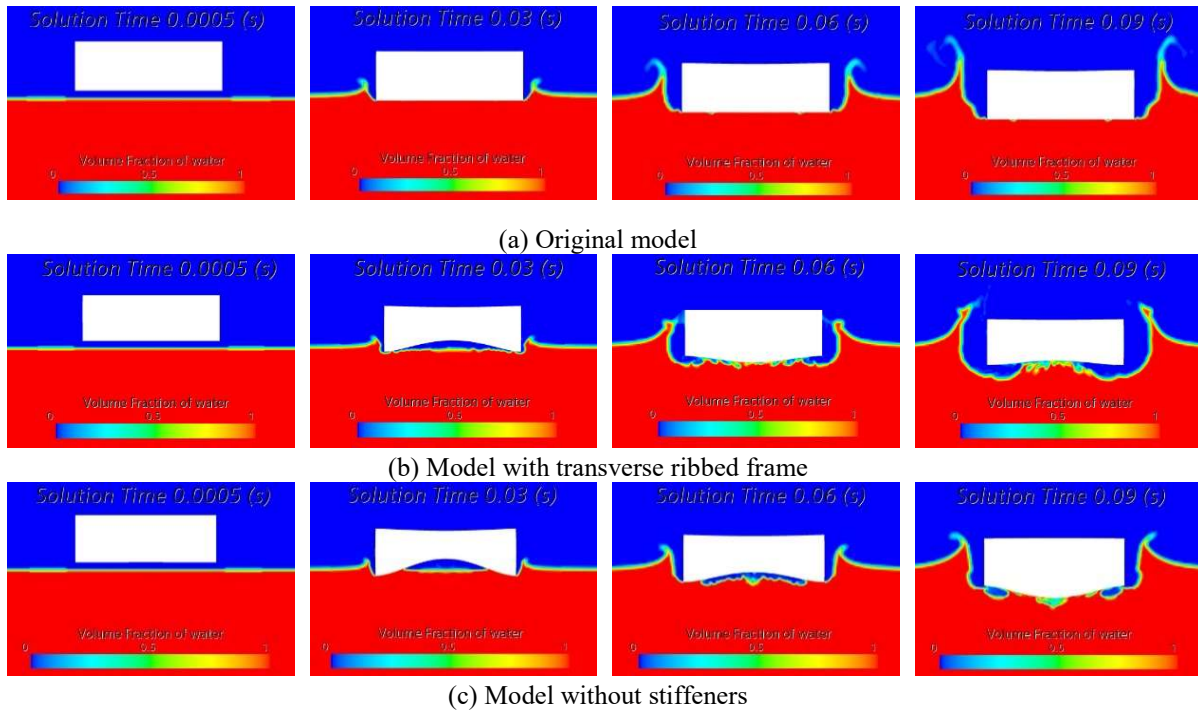 Solution Time 0.0005 (s) Solution Time 0.03 (s) Solution Time 0.06 (s) Solution Time 0.09 (s)
Volume Fraction of water Volume Fraction of water Volume Fraction of water Volume Fraction of water
0 0.5 1 0 0.5 1 0 0.5 1 0 0.5 1
(a) Original model
Solution Time 0.0005 (s) Solution Time 0.03 (s) Solution Time 0.06 (s) Solution Time 0.09 (s)
Volume Fraction of water Volume Fraction of water Volume Fraction of water Volume Fraction of water
0 0.5 1 0 0.5 1 0 0.5 1 0 0.5 1
(b) Model with transverse ribbed frame
Solution Time 0.0005 (s) Solution Time 0.03 (s) Solution Time 0.06 (s) Solution Time 0.09 (s)
Volume Fraction of water Volume Fraction of water Volume Fraction of water Volume Fraction of water
0 0.5 1 0 0.5 1 0 0.5 1 0 0.5 1
(c) Model without stiffeners